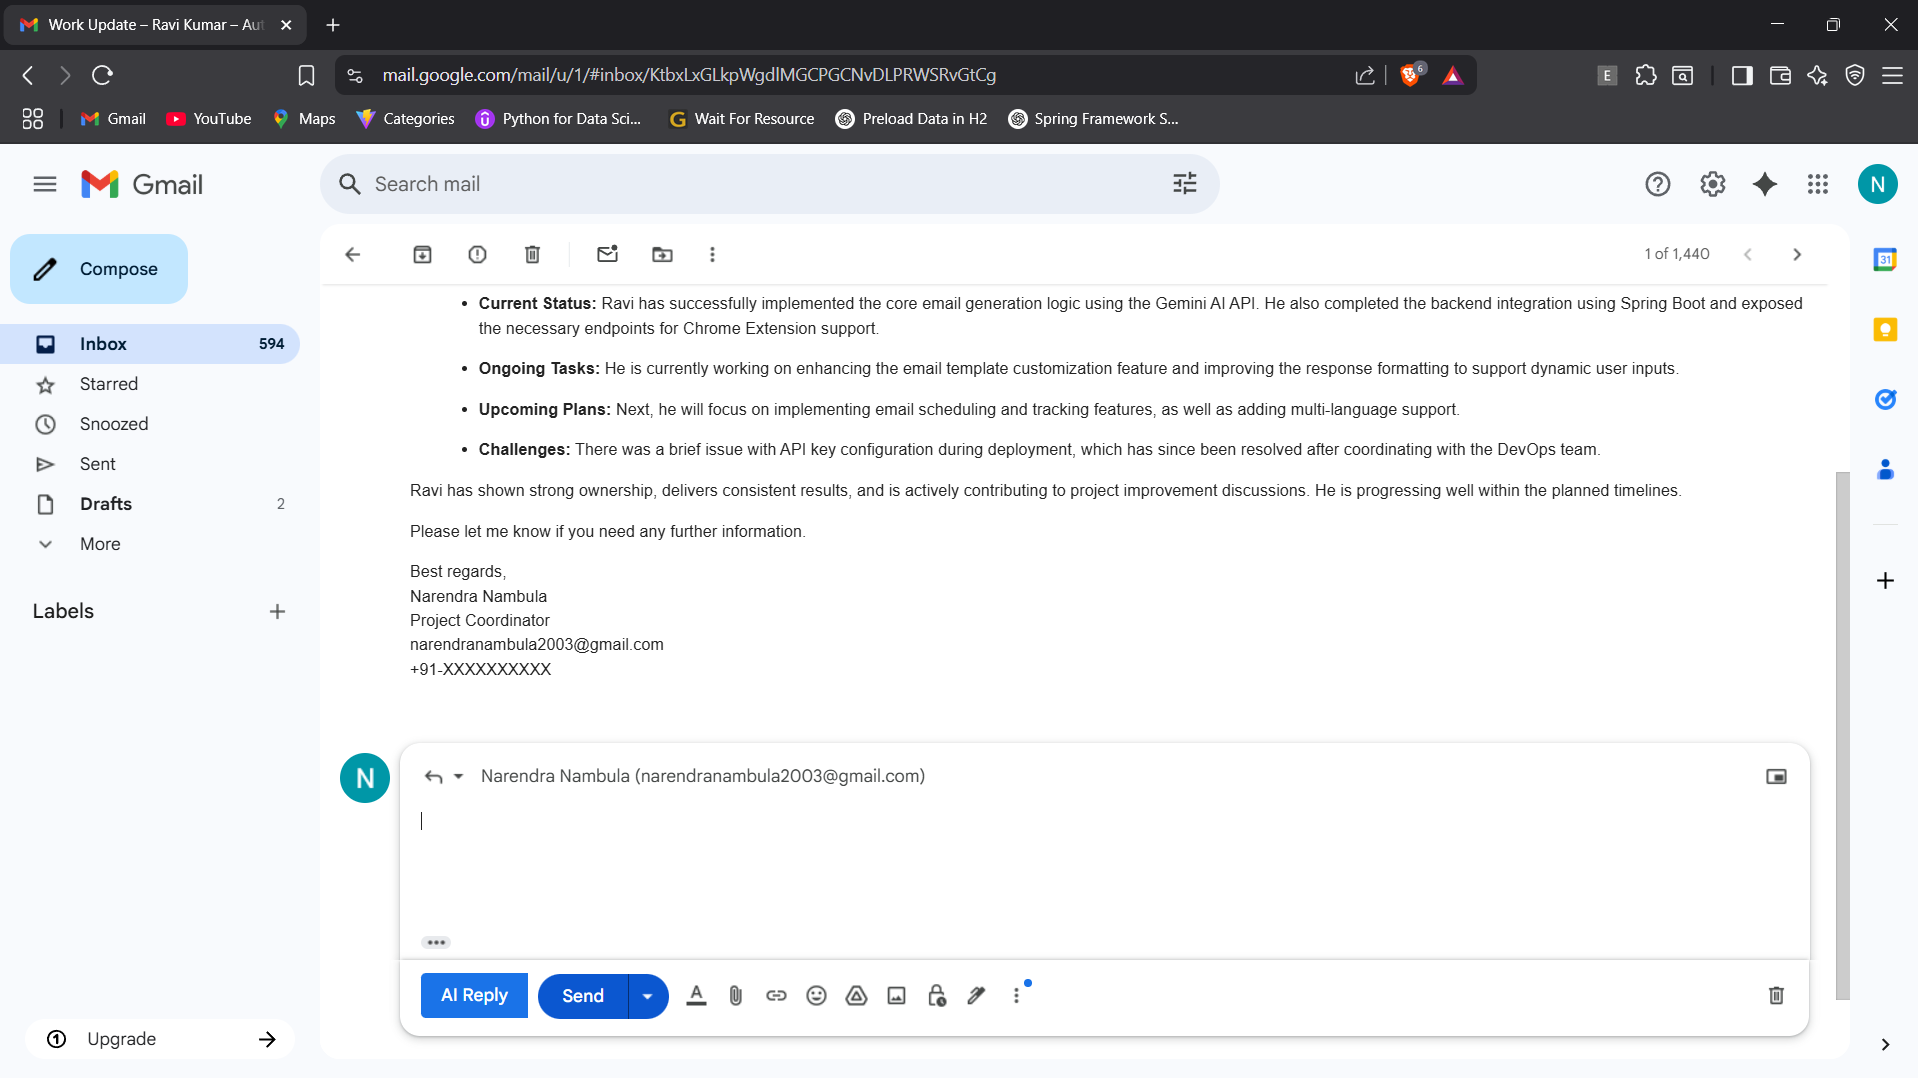 Work Update – Ravi Kumar – Aut
mail.google.com/mail/u/1/#inbox/KtbxLxGLkpWgdlMGCPGCNvDLPRWSRvGtCg
6
E
Gmail
YouTube
Maps
Categories
Python for Data Sci...
Wait For Resource
Preload Data in H2
Spring Framework S...
Gmail
Search mail
N
Compose
1 of 1,440
31
Inbox 594
Starred
Snoozed
Sent
Drafts 2
More
Labels
Upgrade
• Current Status: Ravi has successfully implemented the core email generation logic using the Gemini AI API. He also completed the backend integration using Spring Boot and exposed
the necessary endpoints for Chrome Extension support.
• Ongoing Tasks: He is currently working on enhancing the email template customization feature and improving the response formatting to support dynamic user inputs.
• Upcoming Plans: Next, he will focus on implementing email scheduling and tracking features, as well as adding multi-language support.
• Challenges: There was a brief issue with API key configuration during deployment, which has since been resolved after coordinating with the DevOps team.
Ravi has shown strong ownership, delivers consistent results, and is actively contributing to project improvement discussions. He is progressing well within the planned timelines.
Please let me know if you need any further information.
Best regards,
Narendra Nambula
Project Coordinator
narendranambula2003@gmail.com
+91-XXXXXXXXXX
N
Narendra Nambula (narendranambula2003@gmail.com)
AI Reply
Send